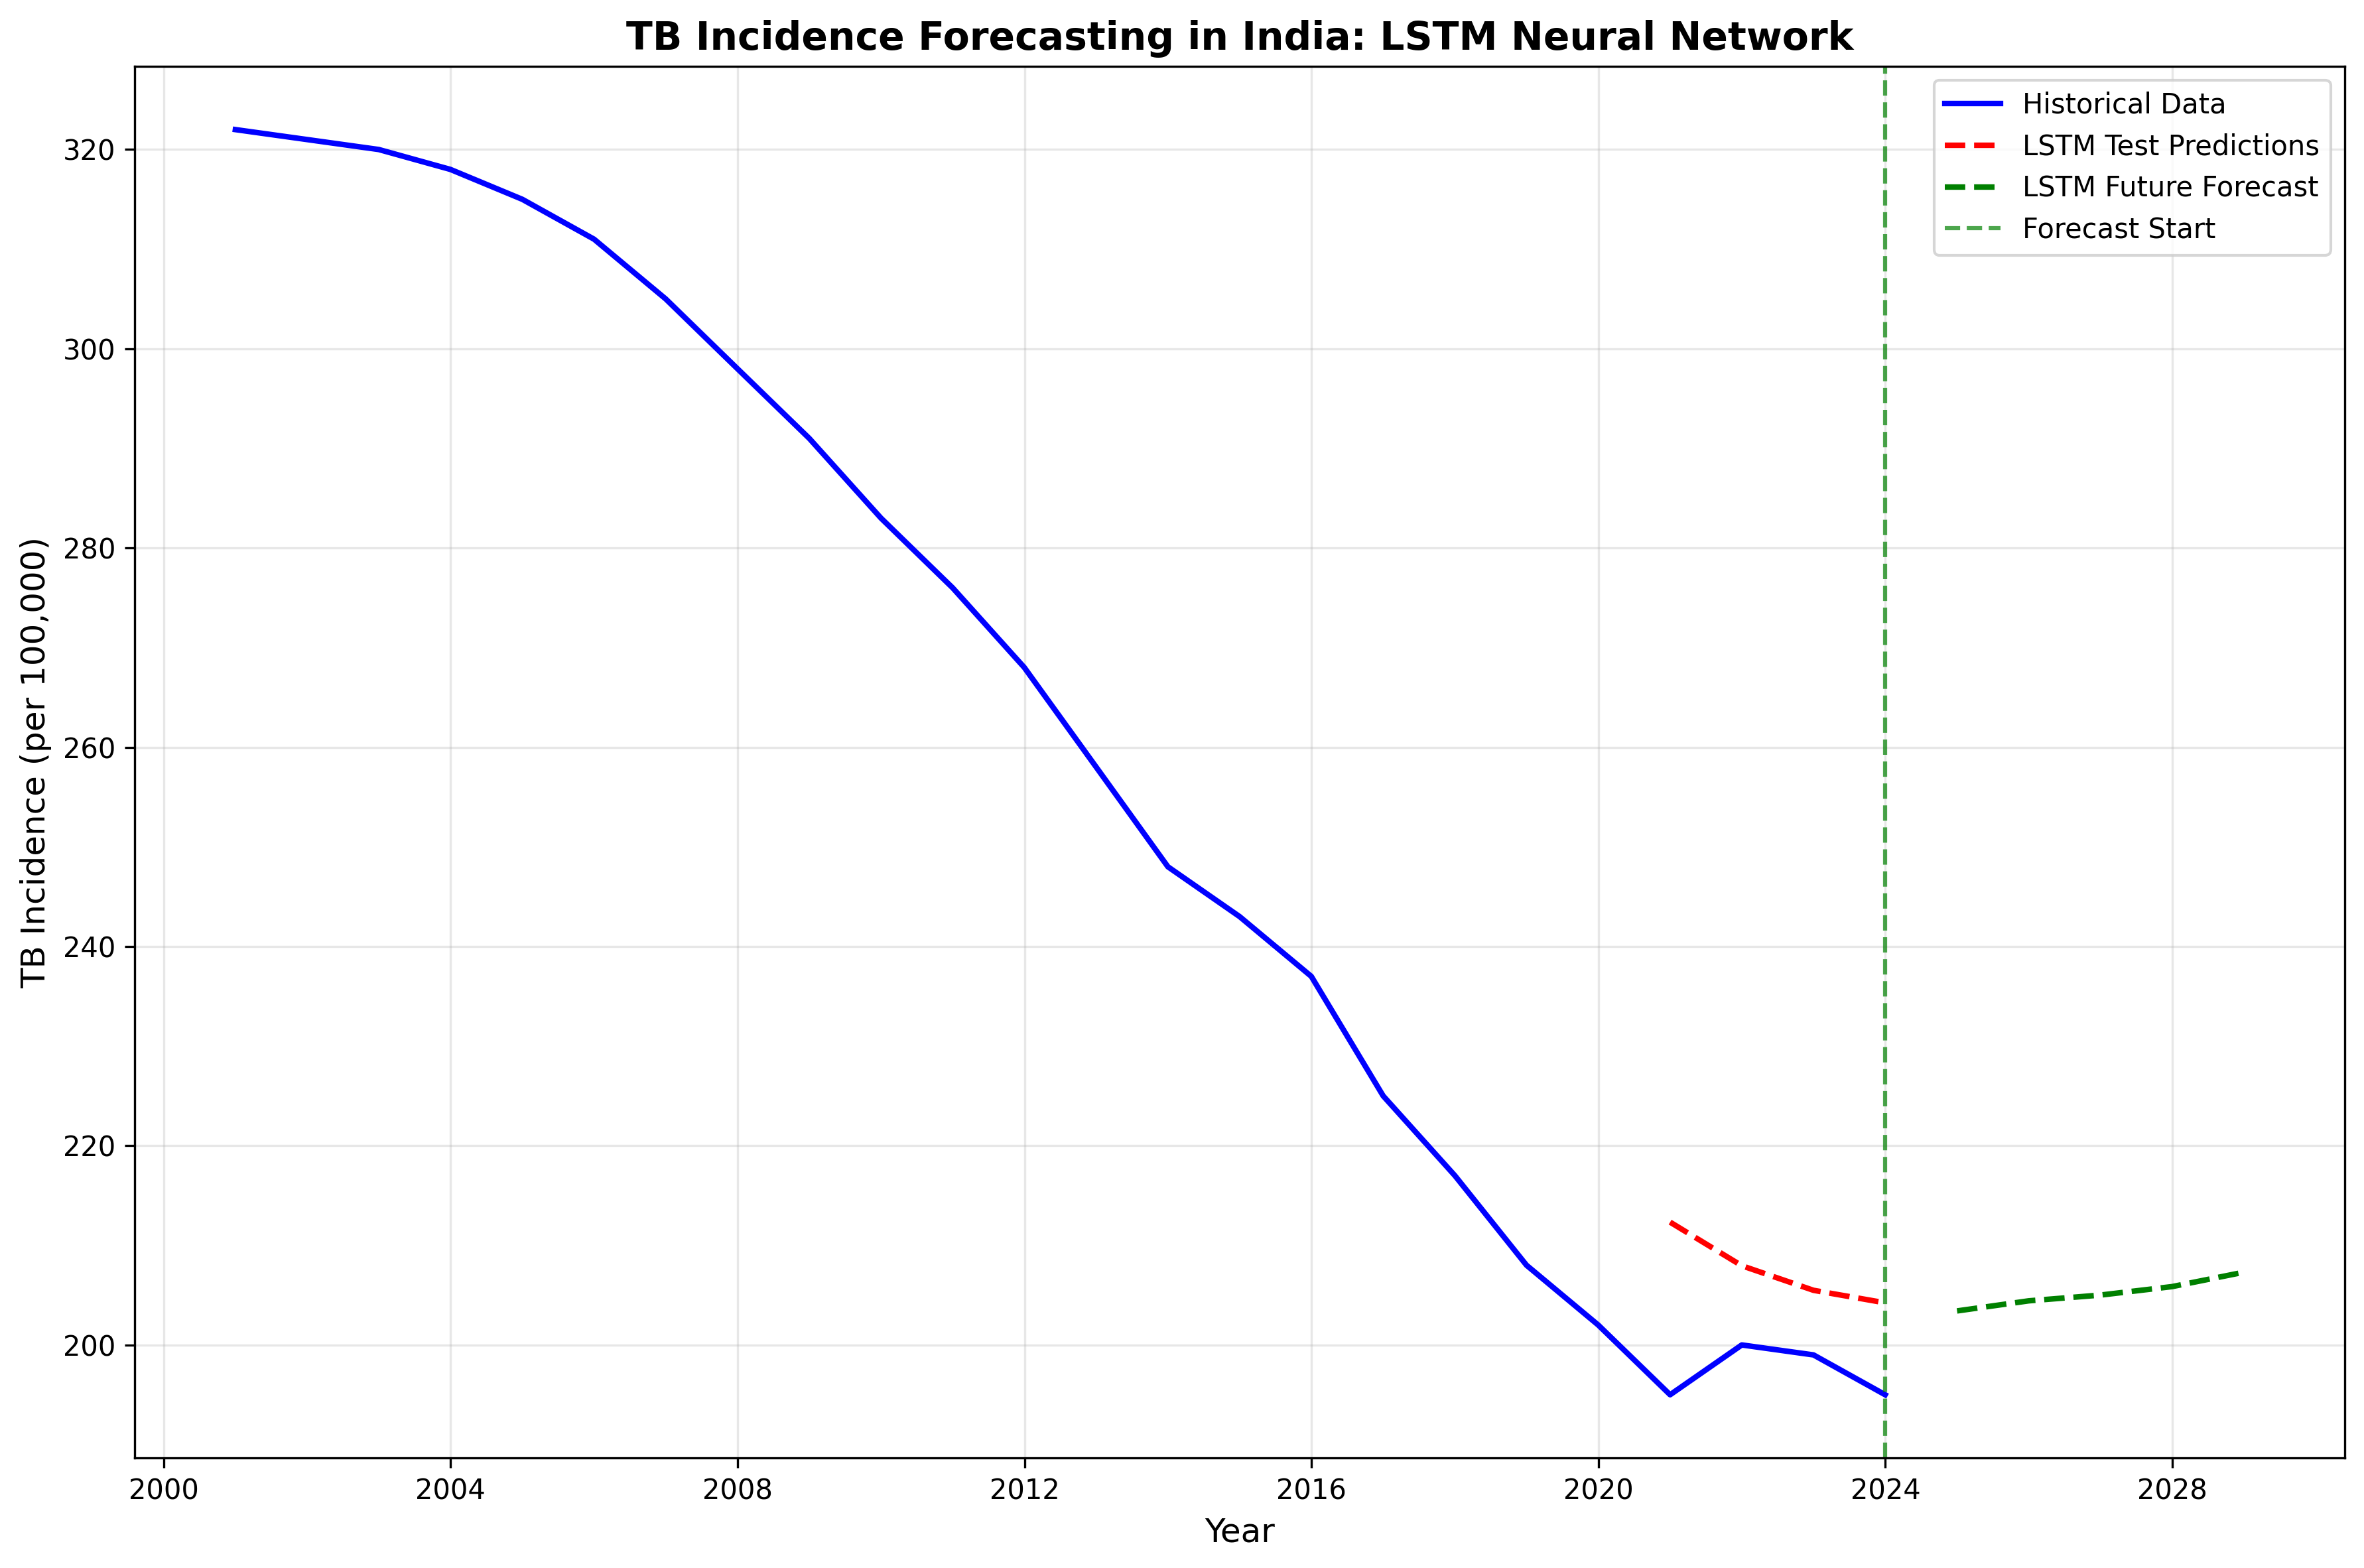 TB Incidence Forecasting in India: LSTM Neural Network
Historical Data
LSTM Test Predictions
LSTM Future Forecast
Forecast Start
TB Incidence (per 100,000)
320
300
280
260
240
220
200
2000 2004 2008 2012 2016 2020 2024 2028
Year